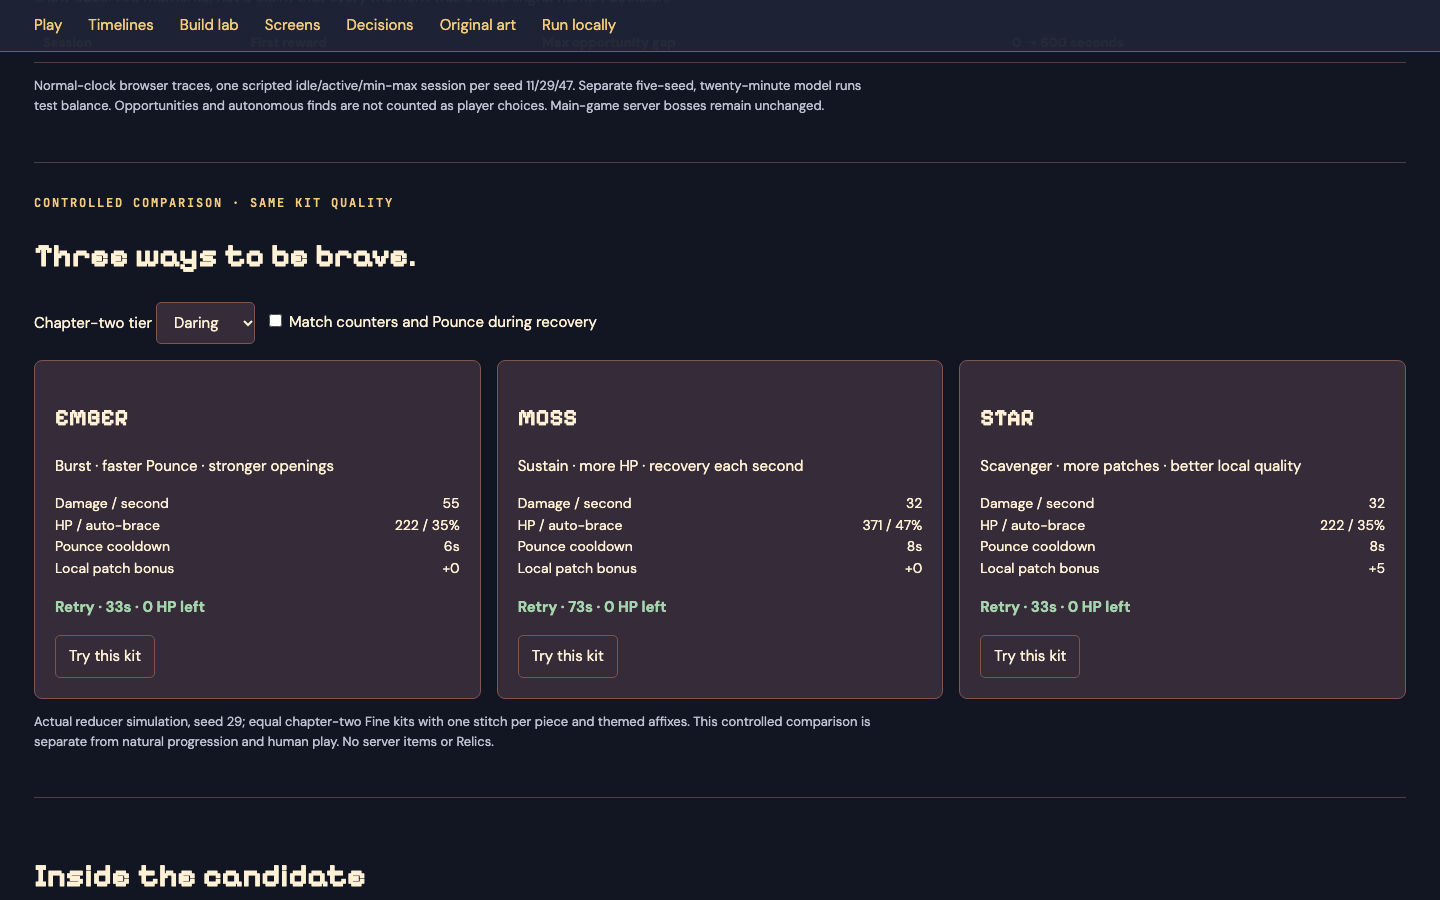 Play Timelines Build lab Screens Decisions Original art Run locally
Session First reward Max opportunity gap 0 → 600 seconds
Normal-clock browser traces, one scripted idle/active/min-max session per seed 11/29/47. Separate five-seed, twenty-minute model runs
test balance. Opportunities and autonomous finds are not counted as player choices. Main-game server bosses remain unchanged.
CONTROLLED COMPARISON · SAME KIT QUALITY
Three ways to be brave.
Chapter-two tier Daring Match counters and Pounce during recovery
EMBER
Burst · faster Pounce · stronger openings
Damage / second 55
HP / auto-brace 222 / 35%
Pounce cooldown 6s
Local patch bonus +0
Retry · 33s · 0 HP left
Try this kit
MOSS
Sustain · more HP · recovery each second
Damage / second 32
HP / auto-brace 371 / 47%
Pounce cooldown 8s
Local patch bonus +0
Retry · 73s · 0 HP left
Try this kit
STAR
Scavenger · more patches · better local quality
Damage / second 32
HP / auto-brace 222 / 35%
Pounce cooldown 8s
Local patch bonus +5
Retry · 33s · 0 HP left
Try this kit
Actual reducer simulation, seed 29; equal chapter-two Fine kits with one stitch per piece and themed affixes. This controlled comparison is
separate from natural progression and human play. No server items or Relics.
Inside the candidate